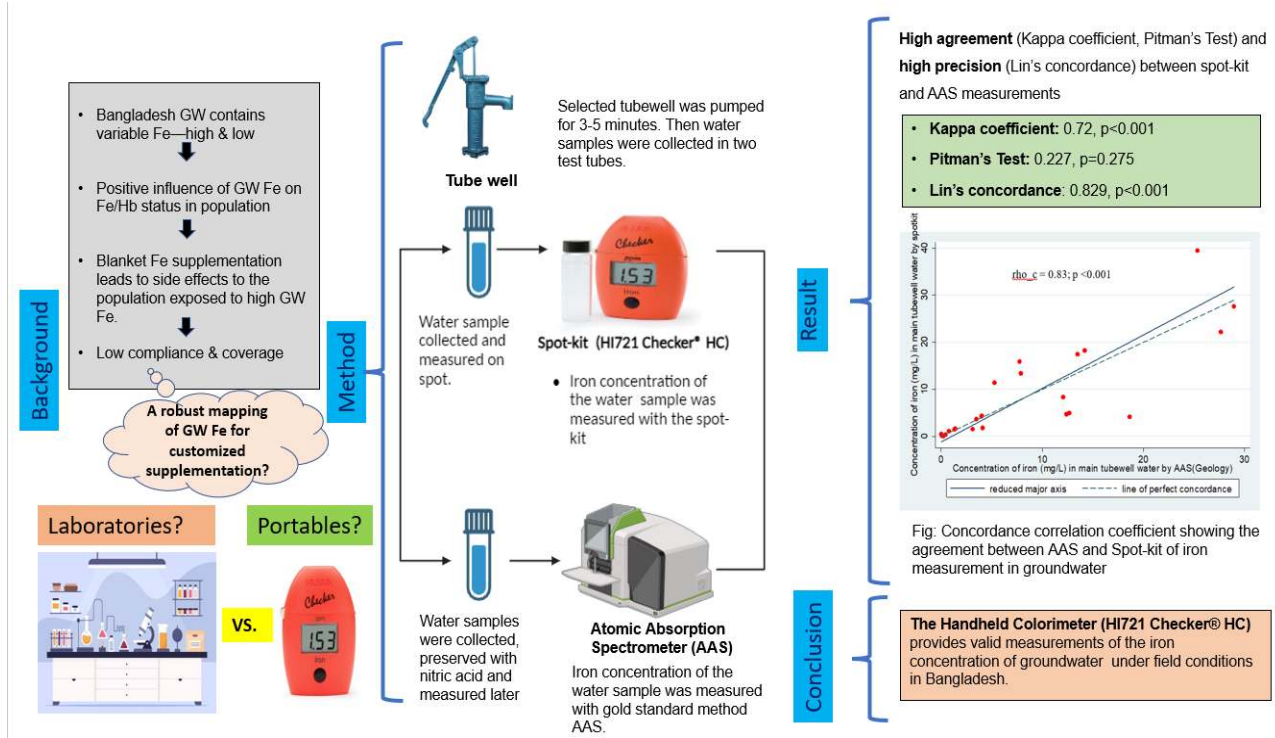 Background
• Bangladesh GW contains
variable Fe—high & low
• Positive influence of GW Fe on
Fe/Hb status in population
• Blanket Fe supplementation
leads to side effects to the
population exposed to high GW
Fe.
• Low compliance & coverage
A robust mapping
of GW Fe for
customized
supplementation?
Laboratories?
Portables?
VS.
Checker
1.53
Iron
Method
Tube well
Selected tubewell was pumped
for 3-5 minutes. Then water
samples were collected in two
test tubes.
Water sample
collected and
measured on
spot.
Checker
1.53
Spot-kit (HI721 Checker® HC)
• Iron concentration of
the water sample was
measured with the spot-
kit
Water samples
were collected,
preserved with
nitric acid and
measured later
Atomic Absorption
Spectrometer (AAS)
Iron concentration of the
water sample was measured
with gold standard method
AAS.
Result
High agreement (Kappa coefficient, Pitman’s Test) and
high precision (Lin’s concordance) between spot-kit
and AAS measurements
• Kappa coefficient: 0.72, p<0.001
• Pitman’s Test: 0.227, p=0.275
• Lin’s concordance: 0.829, p<0.001
Concentration of iron (mg/L) in main tubewell water by spotkit
40
30
20
10
0
rho_c = 0.83; p <0.001
0 10 20 30
Concentration of iron (mg/L) in main tubewell water by AAS(Geology)
reduced major axis line of perfect concordance
Fig: Concordance correlation coefficient showing the
agreement between AAS and Spot-kit of iron
measurement in groundwater
Conclusion
The Handheld Colorimeter (HI721 Checker® HC)
provides valid measurements of the iron
concentration of groundwater under field conditions
in Bangladesh.